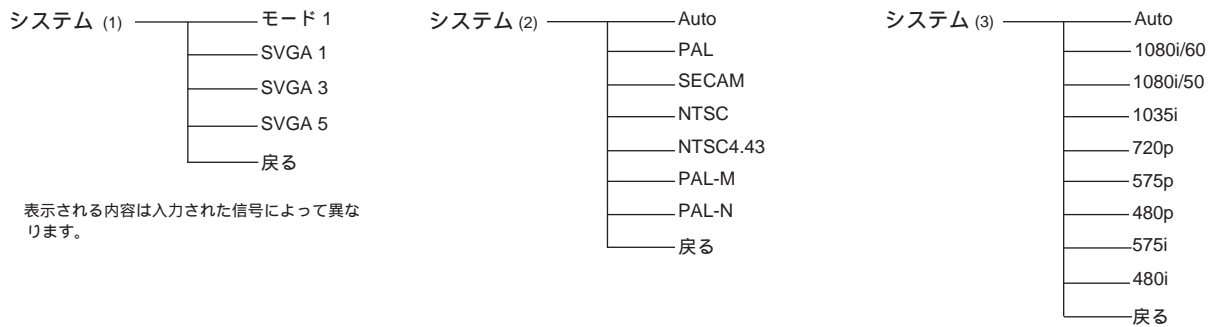 システム (1)
モード 1
SVGA 1
SVGA 3
SVGA 5
戻る
表示される内容は入力された信号によって異な
ります。
システム (2)
Auto
PAL
SECAM
NTSC
NTSC4.43
PAL-M
PAL-N
戻る
システム (3)
Auto
1080i/60
1080i/50
1035i
720p
575p
480p
575i
480i
戻る